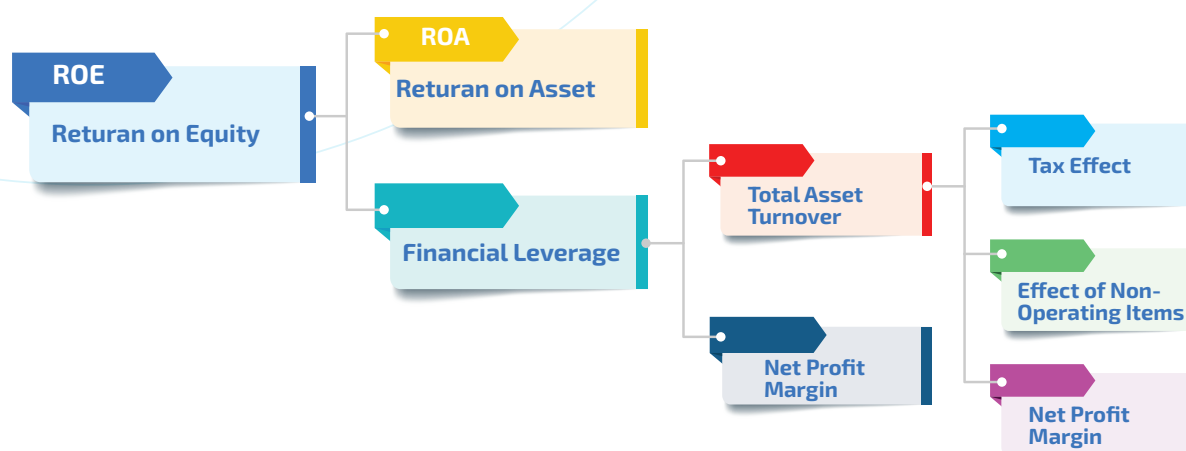 ROE
Returan on Equity
ROA
Returan on Asset
Financial Leverage
Total Asset
Turnover
Net Profit
Margin
Tax Effect
Effect of Non-
Operating Items
Net Profit
Margin